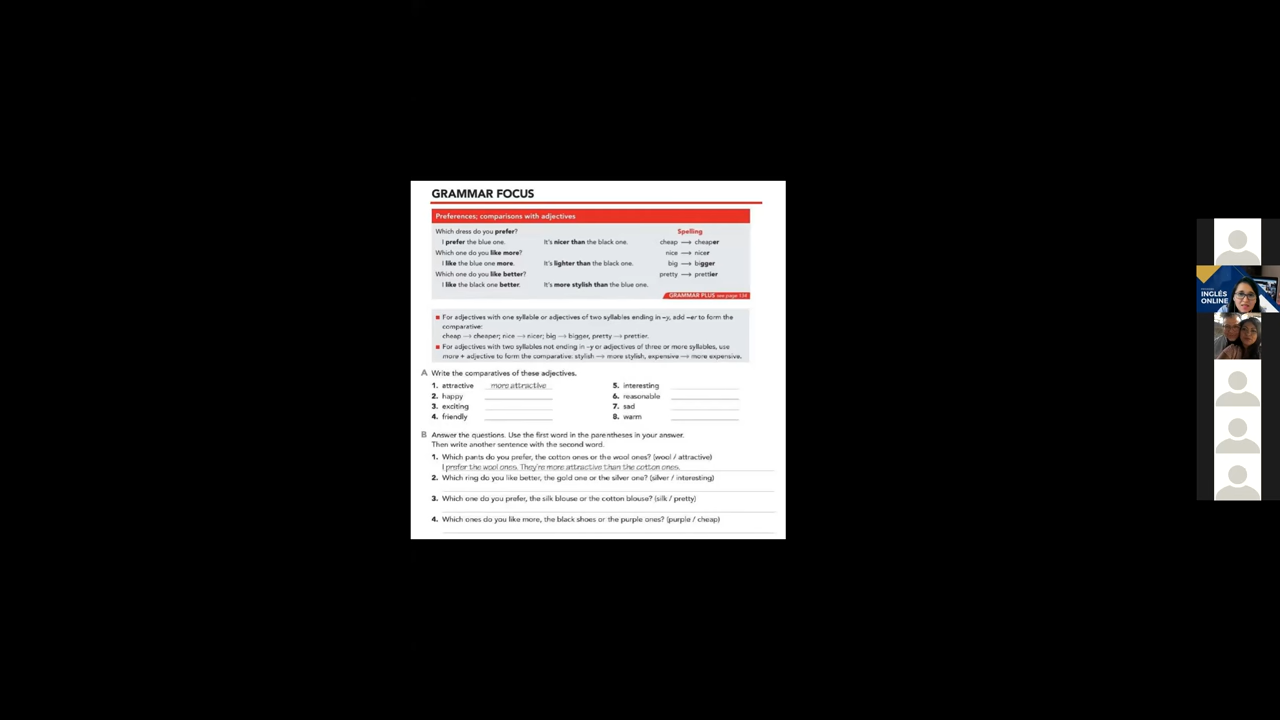 GRAMMAR FOCUS
Preferences; comparisons with adjectives
Which dress do you prefer?
I prefer the blue one. It's nicer than the black one.
Which one do you like more?
I like the blue one more. It's lighter than the black one.
Which one do you like better?
I like the black one better. It's more stylish than the blue one.
Spelling
cheap → cheaper
nice → nicer
big → bigger
pretty → prettier
GRAMMAR PLUS see page 134
For adjectives with one syllable or adjectives of two syllables ending in –y, add –er to form the
comparative:
cheap → cheaper; nice → nicer; big → bigger, pretty → prettier.
For adjectives with two syllables not ending in –y or adjectives of three or more syllables, use
more + adjective to form the comparative: stylish → more stylish, expensive → more expensive.
A Write the comparatives of these adjectives.
1. attractive more attractive
2. happy
3. exciting
4. friendly
5. interesting
6. reasonable
7. sad
8. warm
B Answer the questions. Use the first word in the parentheses in your answer.
Then write another sentence with the second word.
1. Which pants do you prefer, the cotton ones or the wool ones? (wool / attractive)
I prefer the wool ones. They're more attractive than the cotton ones.
2. Which ring do you like better, the gold one or the silver one? (silver / interesting)
3. Which one do you prefer, the silk blouse or the cotton blouse? (silk / pretty)
4. Which ones do you like more, the black shoes or the purple ones? (purple / cheap)
INGLÉS
ONLINE